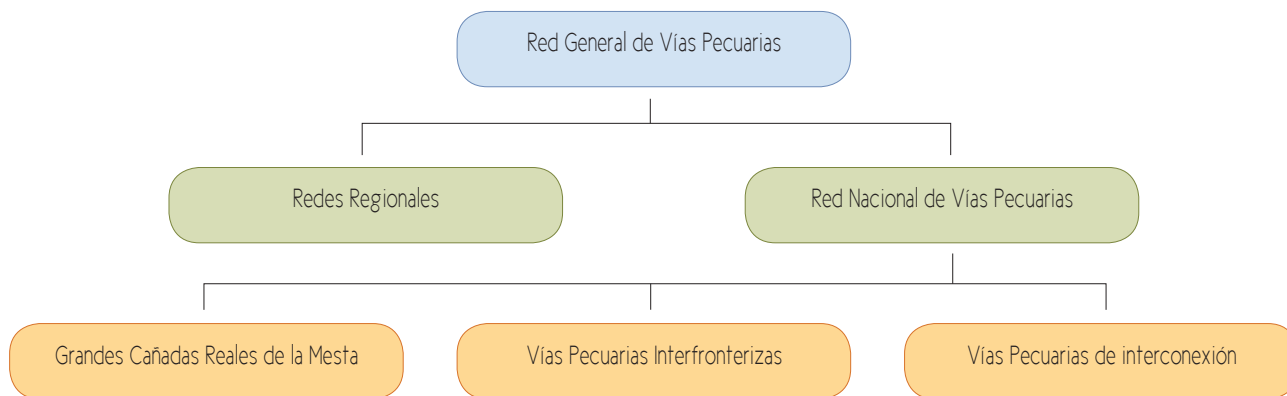 Red General de Vías Pecuarias
Redes Regionales
Red Nacional de Vías Pecuarias
Grandes Cañadas Reales de la Mesta
Vías Pecuarias Interfronterizas
Vías Pecuarias de interconexión